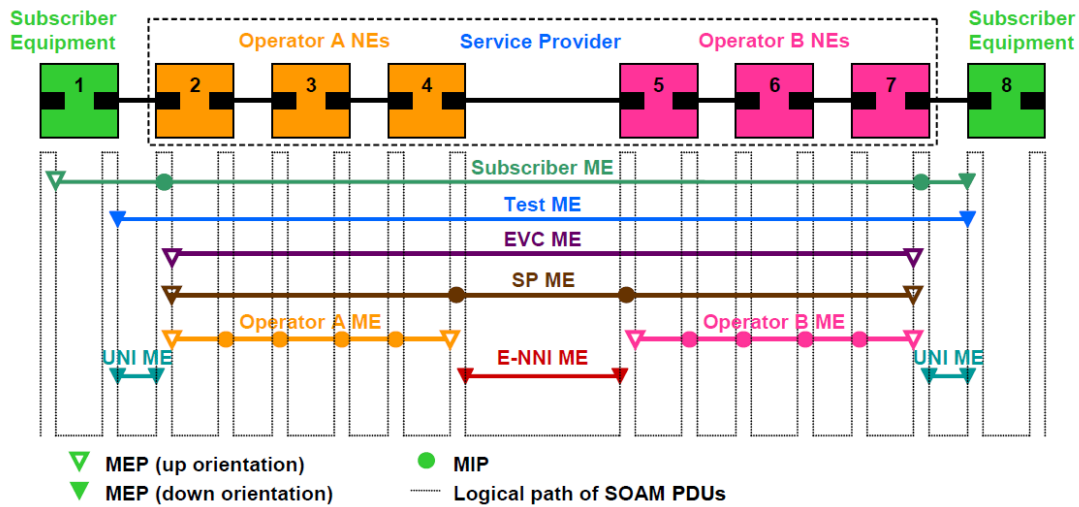 Subscriber
Equipment
Operator A NEs
Service Provider
Operator B NEs
Subscriber
Equipment
1
2
3
4
5
6
7
8
Subscriber ME
Test ME
EVC ME
SP ME
Operator A ME
Operator B ME
UNI ME
E-NNI ME
UNI ME
MEP (up orientation)
MIP
MEP (down orientation)
Logical path of SOAM PDUs